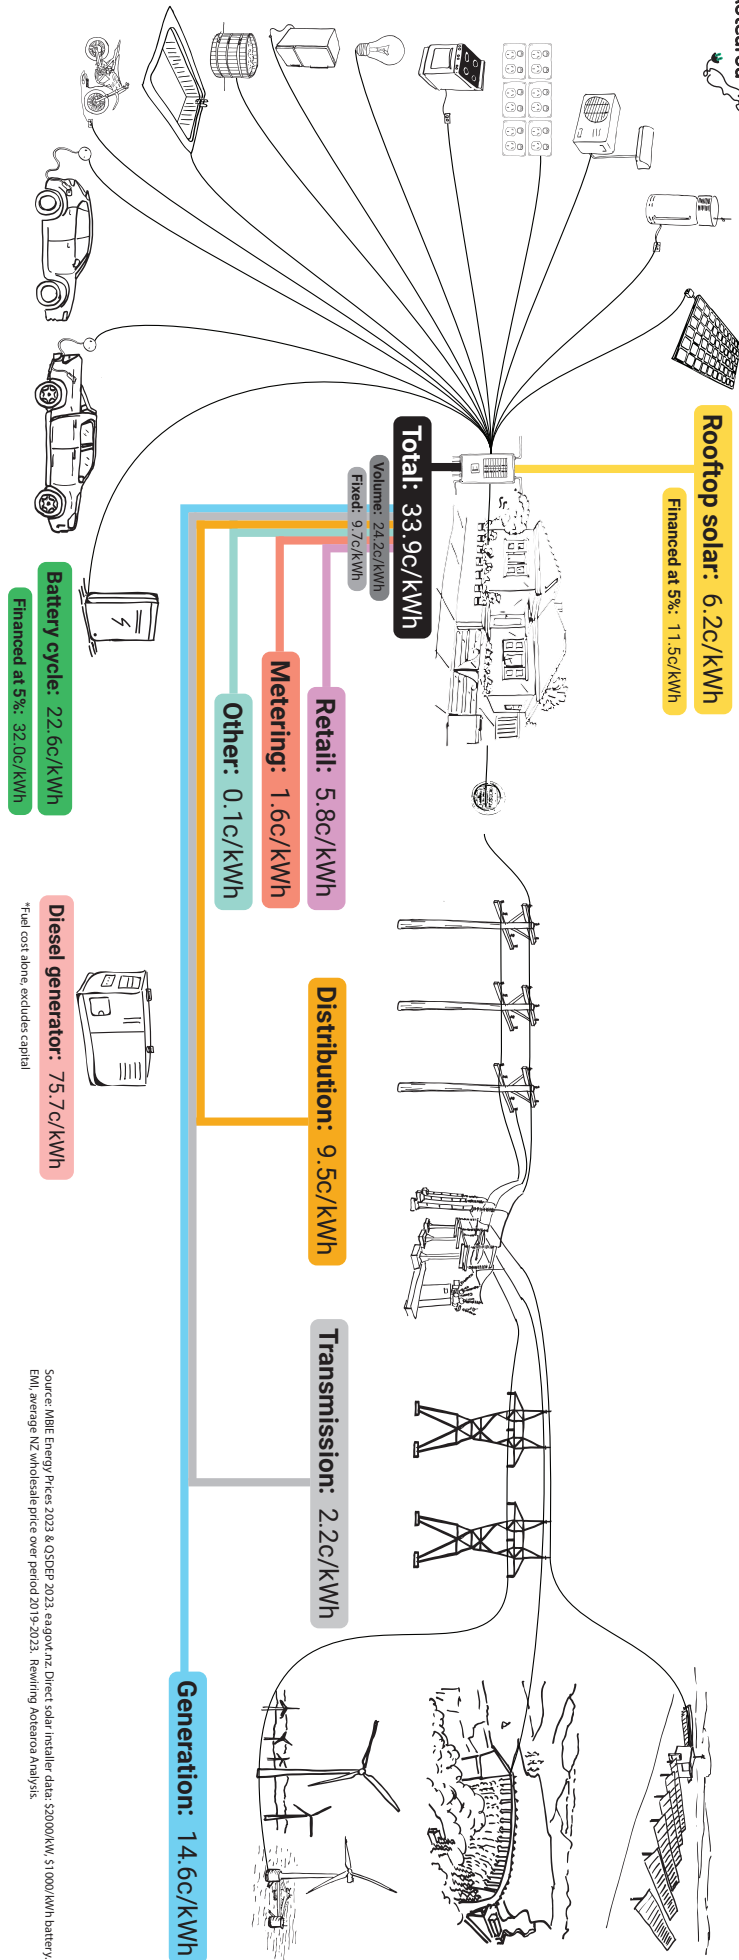 Rooftop solar: 6.2c/kWh
Financed at 5%: 11.5c/kWh
Total: 33.9c/kWh
Volume: 24.2c/kWh
Fixed: 9.7c/kWh
Retail: 5.8c/kWh
Metering: 1.6c/kWh
Other: 0.1c/kWh
Distribution: 9.5c/kWh
Transmission: 2.2c/kWh
Generation: 14.6c/kWh
Battery cycle: 22.6c/kWh
Financed at 5%: 32.0c/kWh
Diesel generator: 75.7c/kWh
*Fuel cost alone, excludes capital
Source: MBIE Energy Prices 2023 & QSDEP 2023. ea.govt.nz. Direct solar installer data: $2000/kW, $1000/kWh battery.
EMI, average NZ wholesale price over period 2019-2023. Rewiring Aotearoa Analysis.